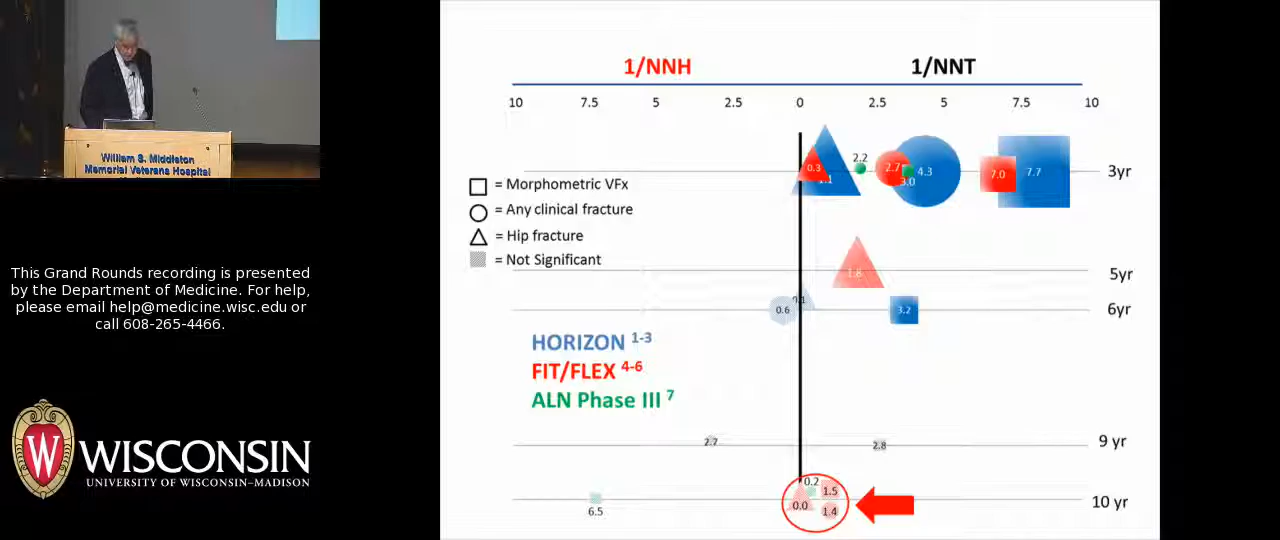 William S. Middleton
Memorial Veterans Hospital
This Grand Rounds recording is presented
by the Department of Medicine. For help,
please email help@medicine.wisc.edu or
call 608-265-4466.
W WISCONSIN
UNIVERSITY OF WISCONSIN–MADISON
1/NNH 1/NNT
10 7.5 5 2.5 0 2.5 5 7.5 10
0.3 1.1 2.2 2.7 3.0 4.3 7.0 7.7 3yr
= Morphometric VFx
= Any clinical fracture
= Hip fracture
= Not Significant
1.8 5yr
0.6 0.1 3.2 6yr
HORIZON 1-3
FIT/FLEX 4-6
ALN Phase III 7
2.7 2.8 9 yr
0.2 1.5
0.0 10 yr
6.5 1.4